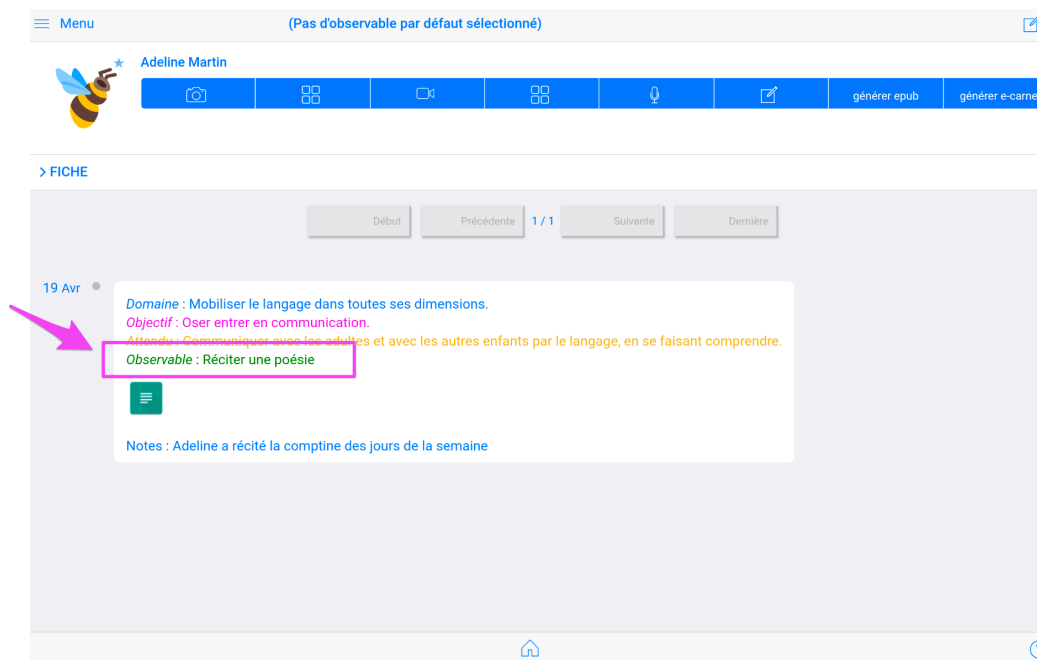 Menu
(Pas d'observable par défaut sélectionné)
Adeline Martin
générer epub
générer e-carne
> FICHE
Début
Précédente
1 / 1
Suivante
Dernière
19 Avr
Domaine : Mobiliser le langage dans toutes ses dimensions.
Objectif : Oser entrer en communication.
Attendu : Communiquer avec les adultes et avec les autres enfants par le langage, en se faisant comprendre.
Observable : Réciter une poésie
Notes : Adeline a récité la comptine des jours de la semaine